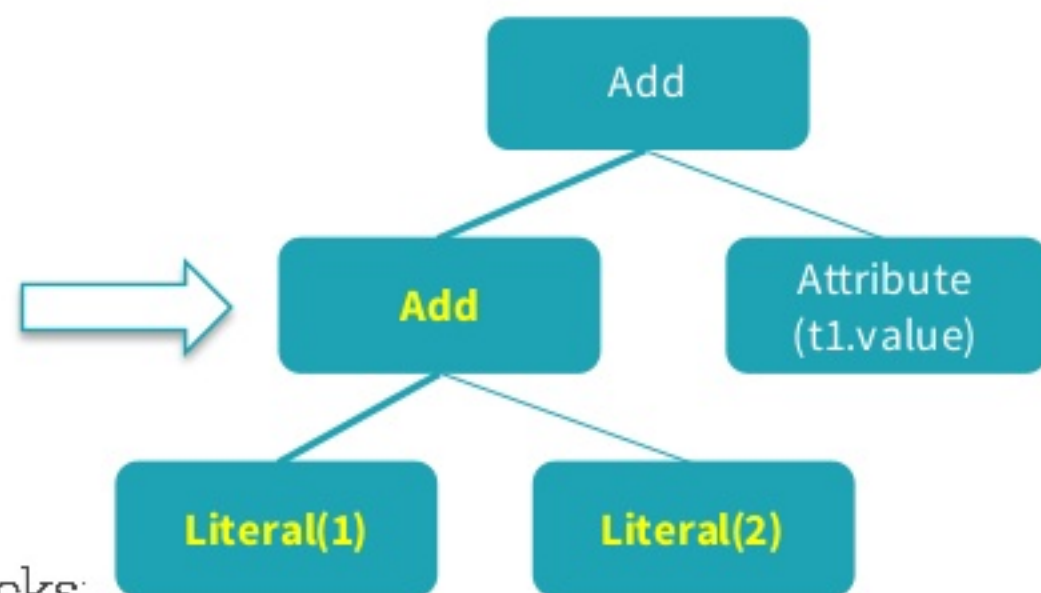 Add
Add
Attribute
(t1.value)
Literal(1)
Literal(2)